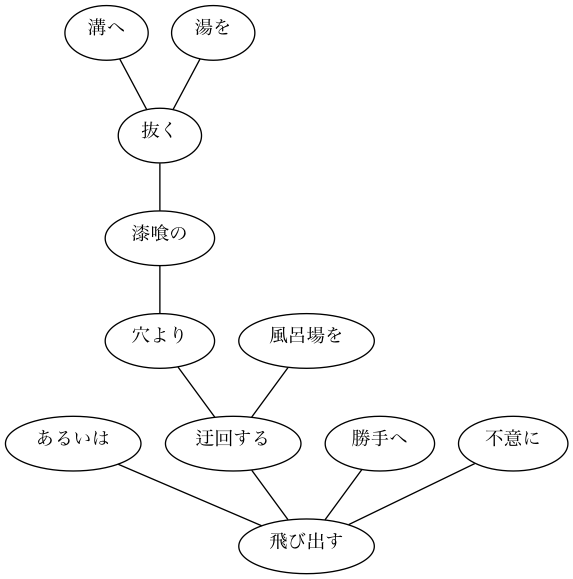 溝へ 湯を
抜く
漆喰の
穴より 風呂場を
あるいは 迂回する 勝手へ 不意に
飛び出す